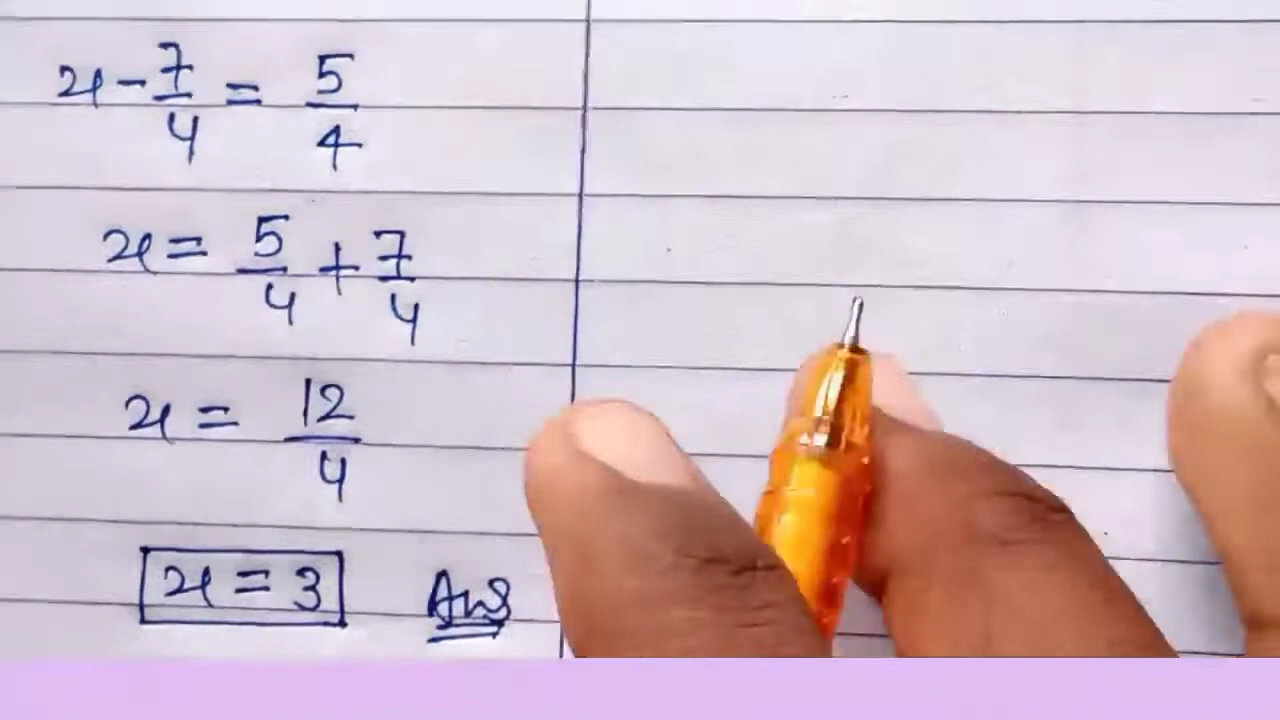 x - 7/4 = 5/4
x = 5/4 + 7/4
x = 12/4
x = 3 Ans